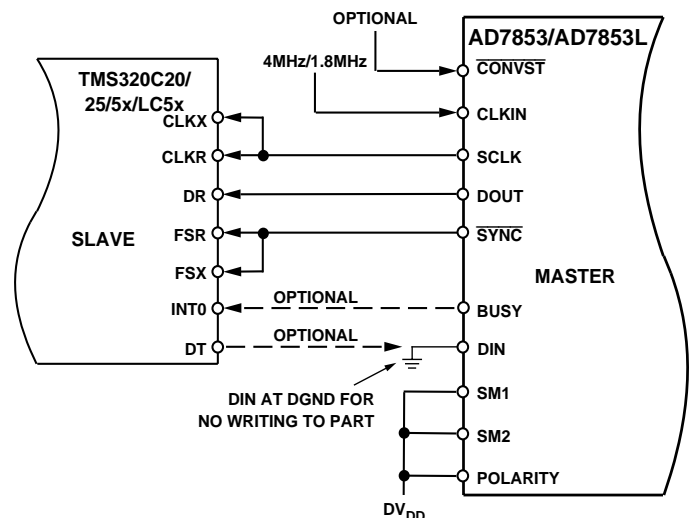 OPTIONAL
AD7853/AD7853L
4MHz/1.8MHz
CONVST
TMS320C20/
25/5x/LC5x
CLKX
CLKIN
CLKR
SCLK
DR
DOUT
SLAVE
FSR
SYNC
FSX
MASTER
OPTIONAL
INT0
BUSY
OPTIONAL
DT
DIN
DIN AT DGND FOR
NO WRITING TO PART
SM1
SM2
POLARITY
DVDD